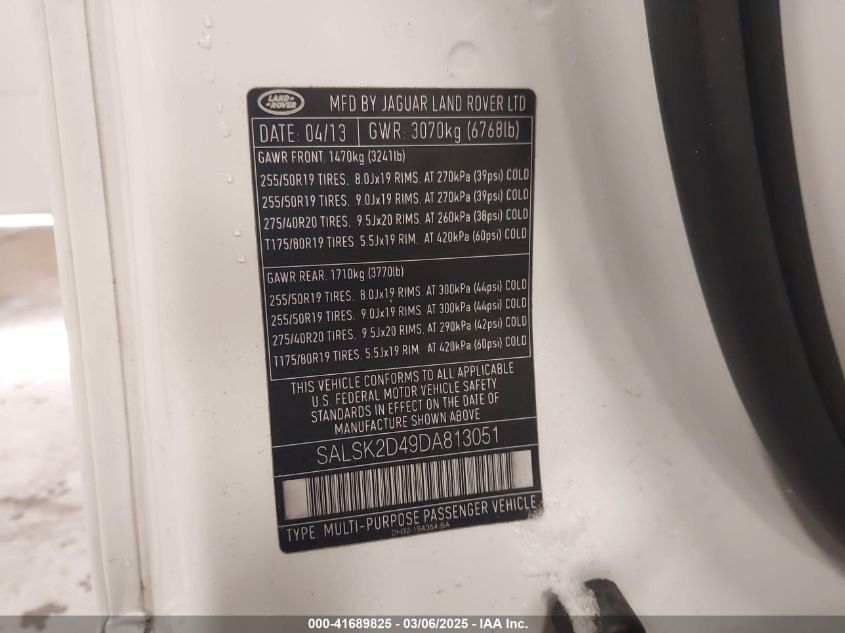 LAND
ROVER
MFD BY JAGUAR LAND ROVER LTD
DATE: 04/13 GWR: 3070kg (6768lb)
GAWR FRONT. 1470kg (3241lb)
255/50R19 TIRES. 8.0Jx19 RIMS. AT 270kPa (39psi) COLD
255/50R19 TIRES. 9.0Jx19 RIMS. AT 270kPa (39psi) COLD
275/40R20 TIRES. 9.5Jx20 RIMS. AT 260kPa (38psi) COLD
T175/80R19 TIRES. 5.5Jx19 RIM. AT 420kPa (60psi) COLD
GAWR REAR. 1710kg (3770lb)
255/50R19 TIRES. 8.0Jx19 RIMS. AT 300kPa (44psi) COLD
255/50R19 TIRES. 9.0Jx19 RIMS. AT 300kPa (44psi) COLD
275/40R20 TIRES. 9.5Jx20 RIMS. AT 290kPa (42psi) COLD
T175/80R19 TIRES. 5.5Jx19 RIM. AT 420kPa (60psi) COLD
THIS VEHICLE CONFORMS TO ALL APPLICABLE
U.S. FEDERAL MOTOR VEHICLE SAFETY
STANDARDS IN EFFECT ON THE DATE OF
MANUFACTURE SHOWN ABOVE
SALSK2D49DA813051
TYPE: MULTI-PURPOSE PASSENGER VEHICLE
DH32-19A354-BA
000-41689825 - 03/06/2025 - IAA Inc.